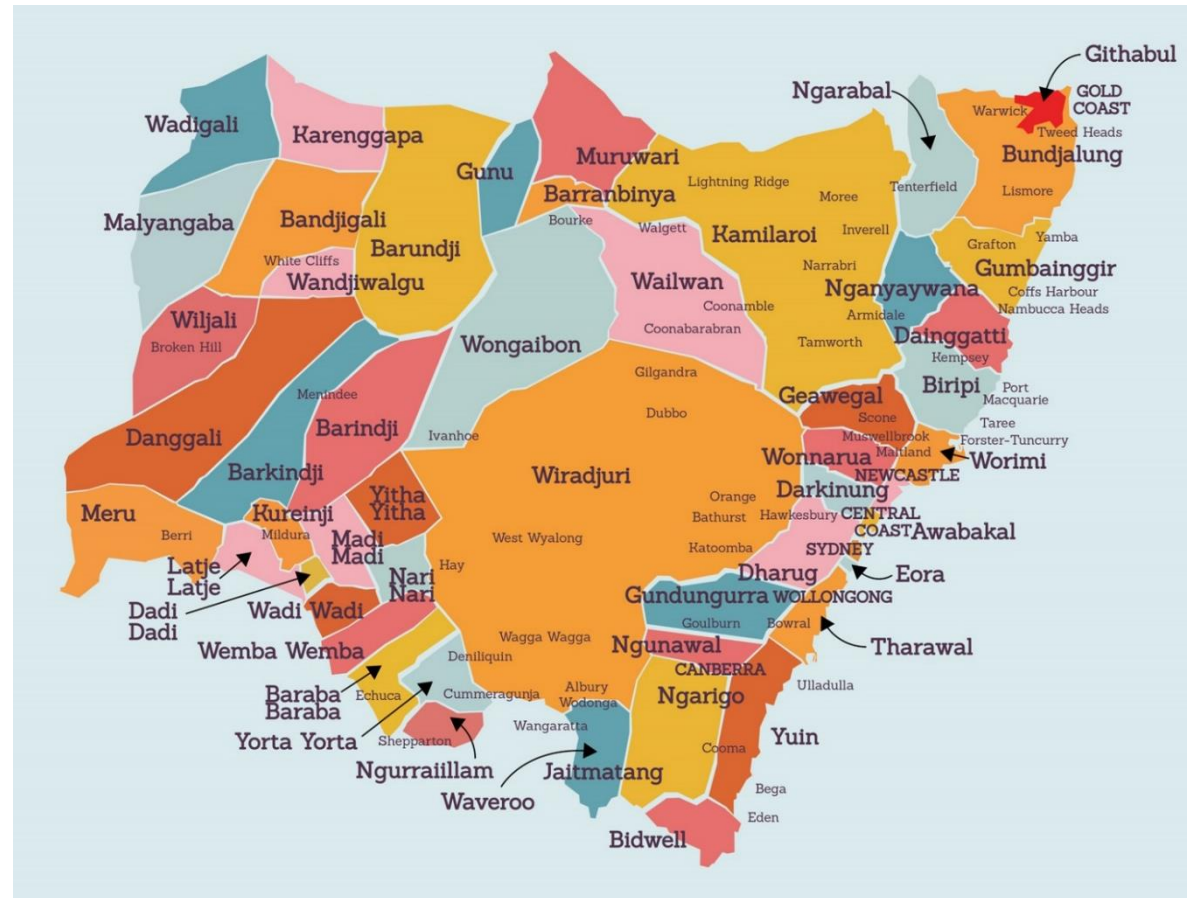 Githabul
Ngarabal
GOLD
COAST
Warwick
Wadigali
Tweed Heads
Karenggapa
Muruwari
Bundjalung
Gunu
Lightning Ridge
Tenterfield
Lismore
Barranbinya
Moree
Malyangaba
Bandjigali
Bourke
Walgett
Kamilaroi
Inverell
Yamba
Grafton
Barundji
White Cliffs
Narrabri
Gumbainggir
Wandjiwalgu
Wailwan
Nganyaywana
Coffs Harbour
Coonamble
Nambucca Heads
Armidale
Wiljali
Coonabarabran
Dainggatti
Broken Hill
Wongaibon
Tamworth
Kempsey
Gilgandra
Biripi
Port
Macquarie
Menindee
Geawegal
Dubbo
Scone
Taree
Danggali
Barindji
Ivanhoe
Muswellbrook
Forster-Tuncurry
Wonnarua
Maitland
Worimi
Barkindji
Wiradjuri
NEWCASTLE
Yitha
Yitha
Darkinung
Orange
Meru
Kureinji
Bathurst
Hawkesbury
CENTRAL
COAST
Awabakal
Berri
Mildura
Madi
Madi
West Wyalong
Katoomba
SYDNEY
Latje
Latje
Hay
Dharug
Eora
Nari
Nari
Gundungurra
WOLLONGONG
Dadi
Dadi
Wadi Wadi
Goulburn
Bowral
Wagga Wagga
Ngunawal
Tharawal
Wemba Wemba
Deniliquin
CANBERRA
Baraba
Baraba
Echuca
Cummeragunja
Albury
Wodonga
Ngarigo
Ulladulla
Wangaratta
Yorta Yorta
Shepparton
Yuin
Cooma
Ngurraiillam
Jaitmatang
Waveroo
Bega
Eden
Bidwell